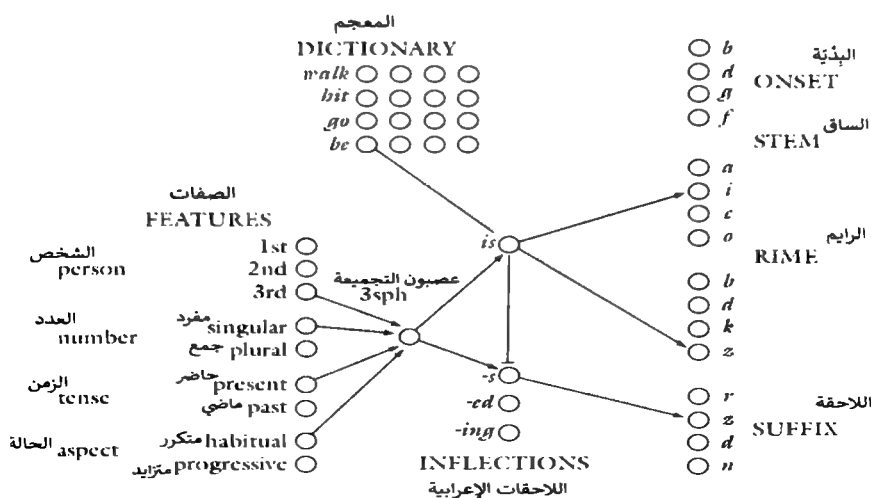 المعجم
DICTIONARY
walk
hit
go
be
الصفات
FEATURES
الشخص
person
1st
2nd
3rd
العدد
number
مفرد singular
جمع plural
الزمن
tense
حاضر present
ماضي past
الحالة aspect
متكرر habitual
متزايد progressive
عصبون التجميعة
3sph
is
-s
-ed
-ing
INFLECTIONS
اللاحقات الإعرابية
البِدْئيّة
ONSET
b
d
g
f
الساق
STEM
a
i
c
o
الرايم
RIME
b
d
k
z
اللاحقة
SUFFIX
r
z
d
n